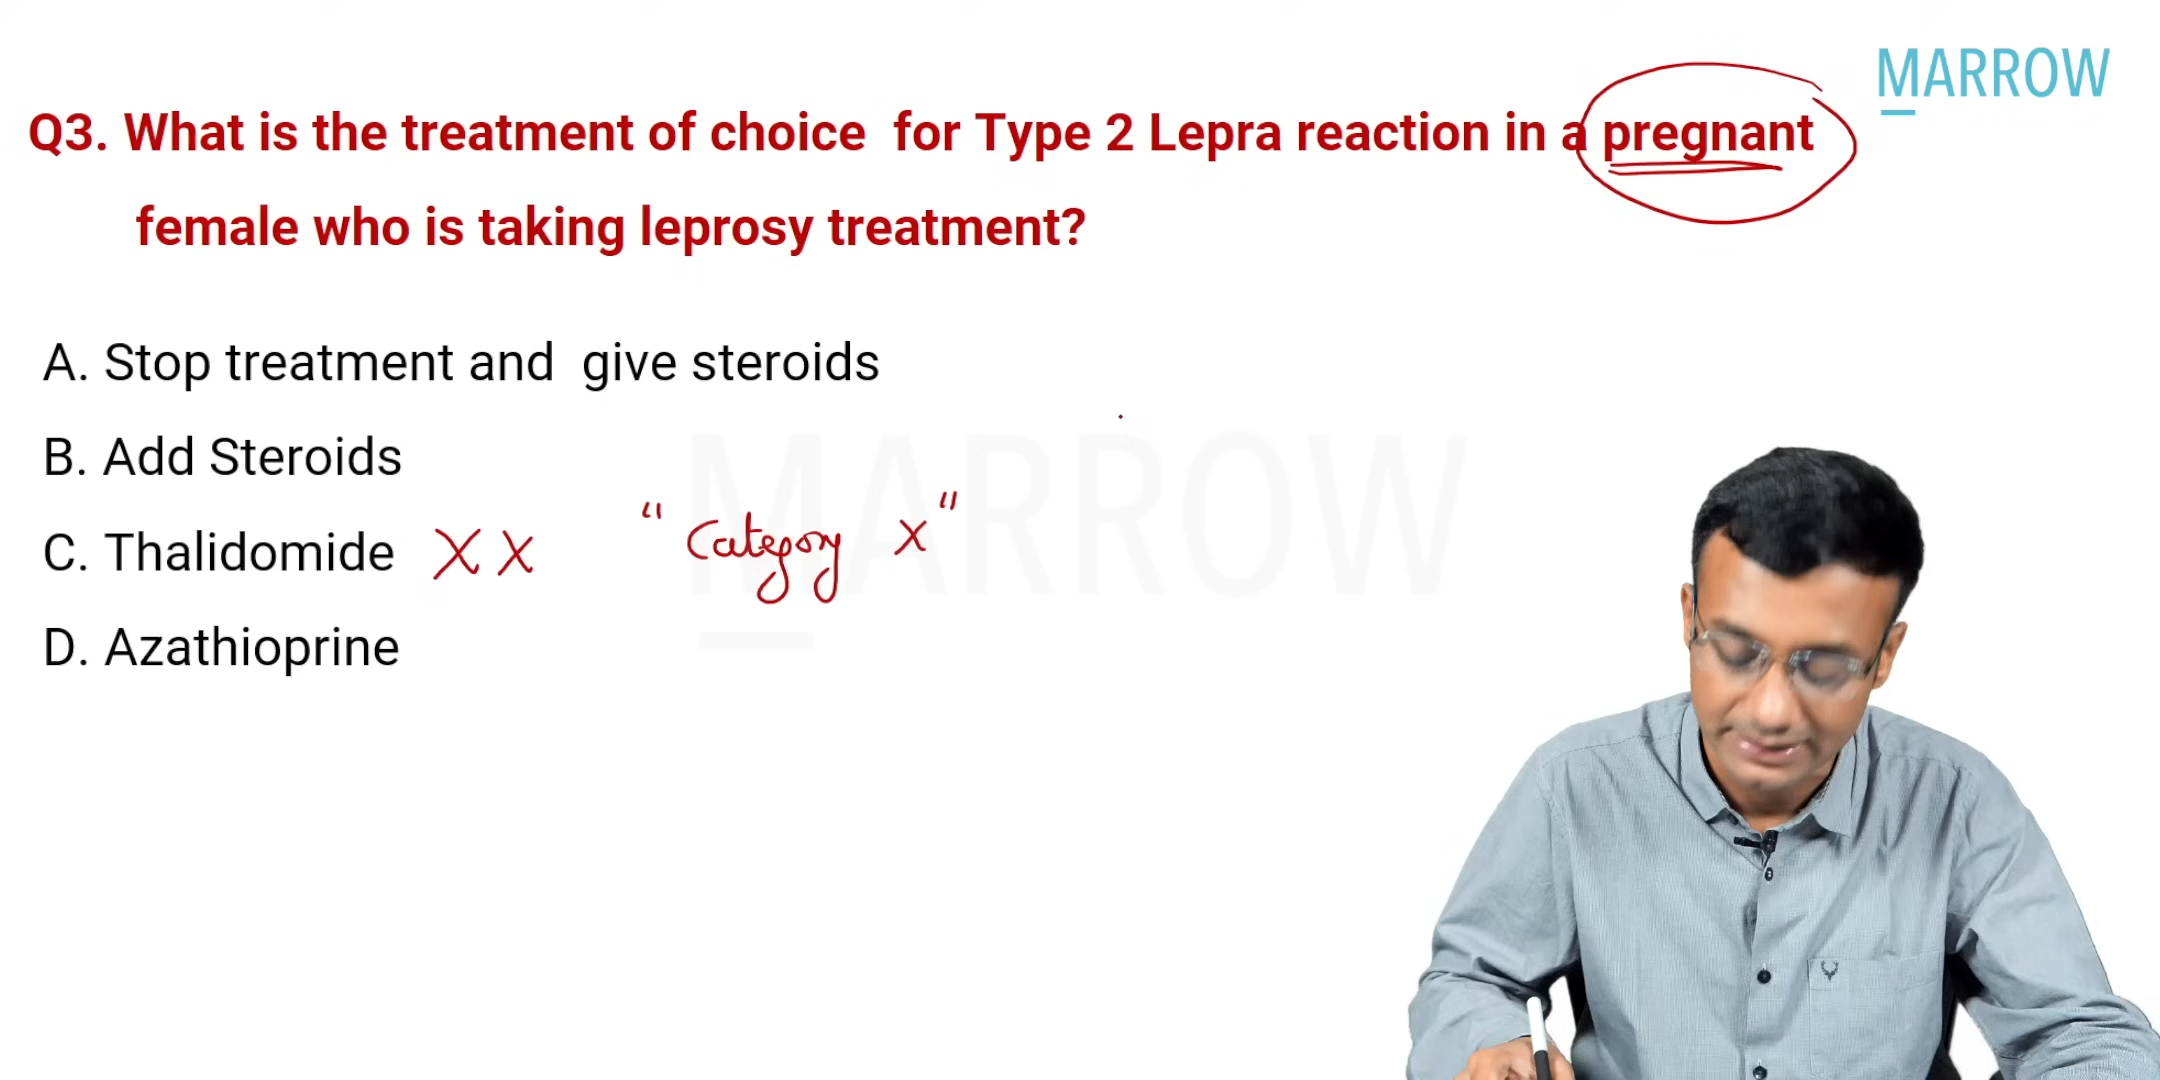 MARROW
Q3. What is the treatment of choice for Type 2 Lepra reaction in a pregnant
female who is taking leprosy treatment?
A. Stop treatment and give steroids
B. Add Steroids
C. Thalidomide XX "Category X"
D. Azathioprine
MARROW